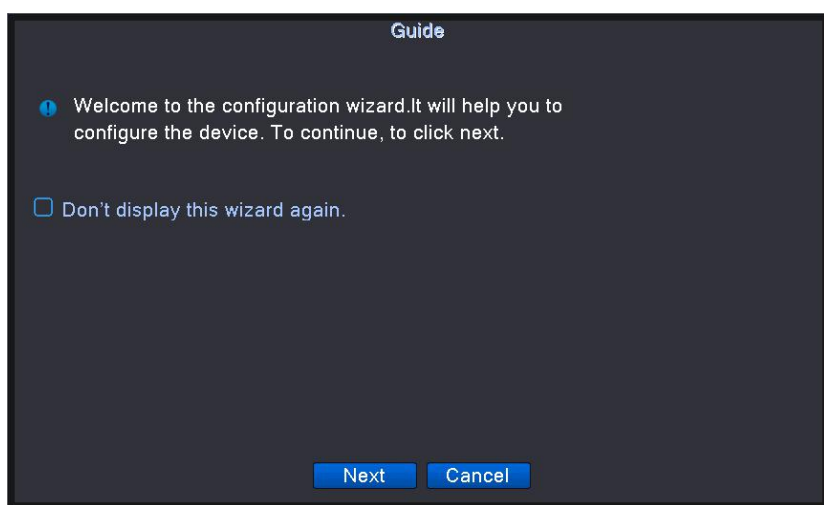 Guide
Welcome to the configuration wizard.It will help you to
configure the device. To continue, to click next.
Don't display this wizard again.
Next Cancel